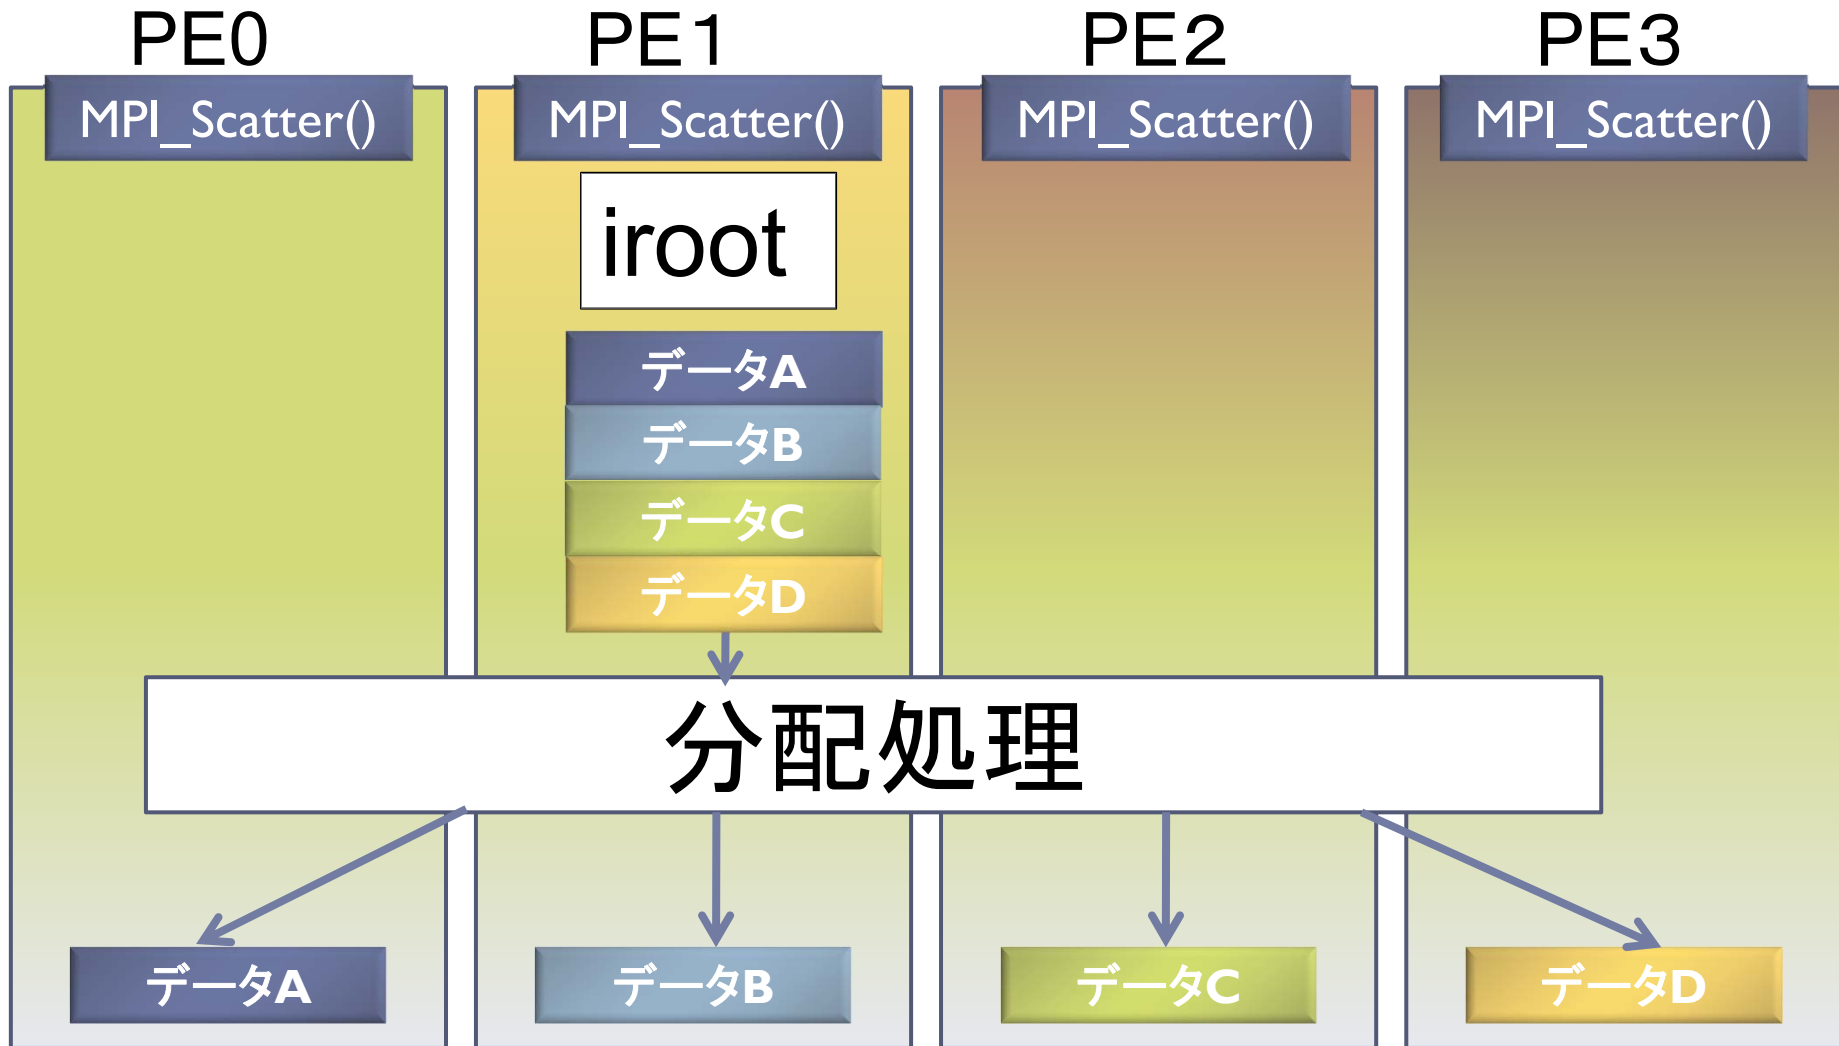 PE0
PE1
PE2
PE3
MPI_Scatter()
MPI_Scatter()
MPI_Scatter()
MPI_Scatter()
iroot
データA
データB
データC
データD
分配処理
データA
データB
データC
データD